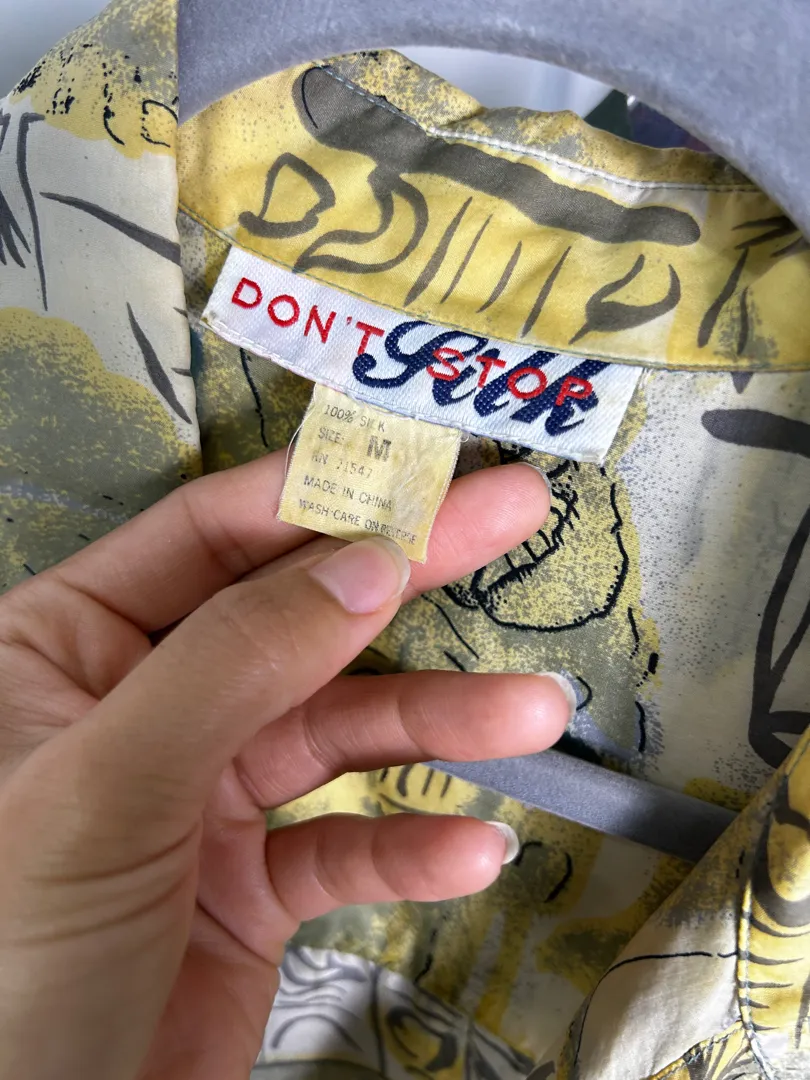 DON'T STOP
Silk
100% SILK
SIZE: M
RN 71547
MADE IN CHINA
WASH CARE ON REVERSE